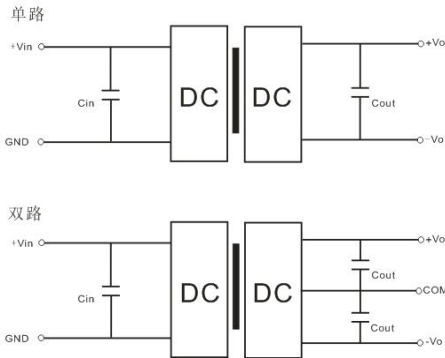 单路
+Vin
+Vo
Cin
DC
DC
Cout
GND
-Vo
双路
+Vin
+Vo
Cout
Cin
DC
DC
COM
Cout
GND
-Vo